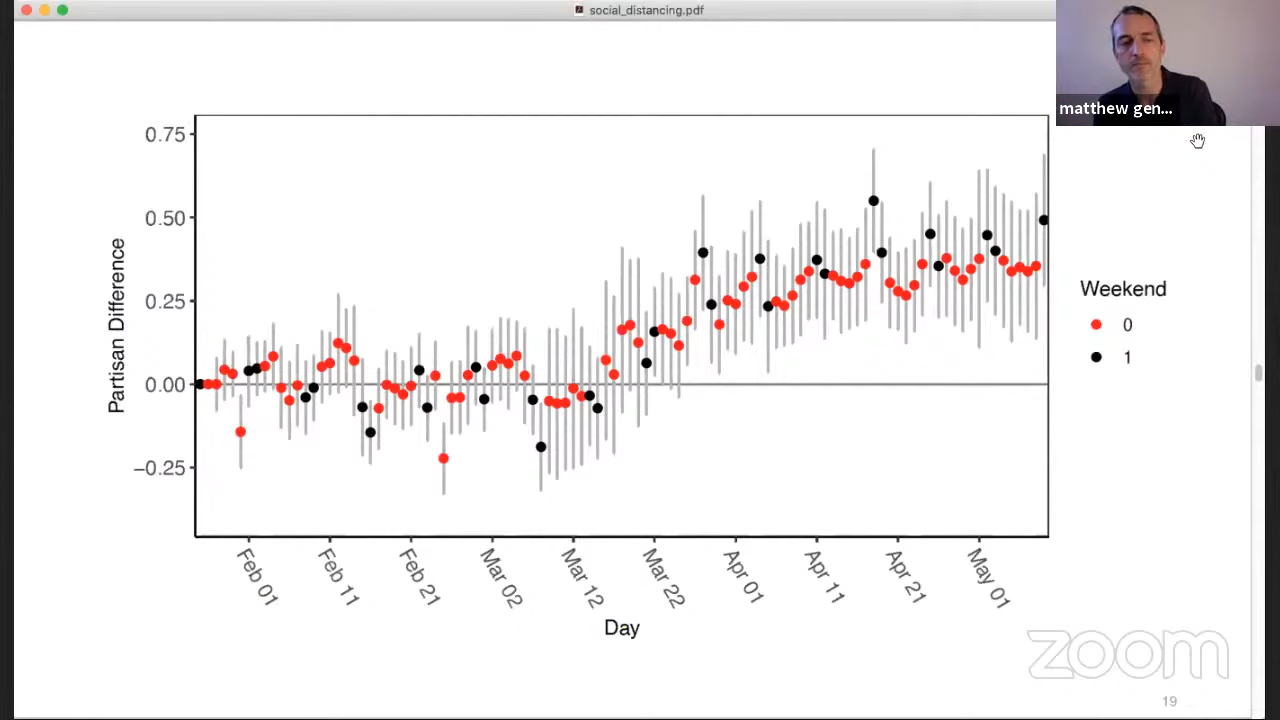 social_distancing.pdf
matthew gen...
0.75
0.50
0.25
0.00
−0.25
Partisan Difference
Feb 01
Feb 11
Feb 21
Mar 02
Mar 12
Mar 22
Apr 01
Apr 11
Apr 21
May 01
Day
Weekend
0
1
zoom
19